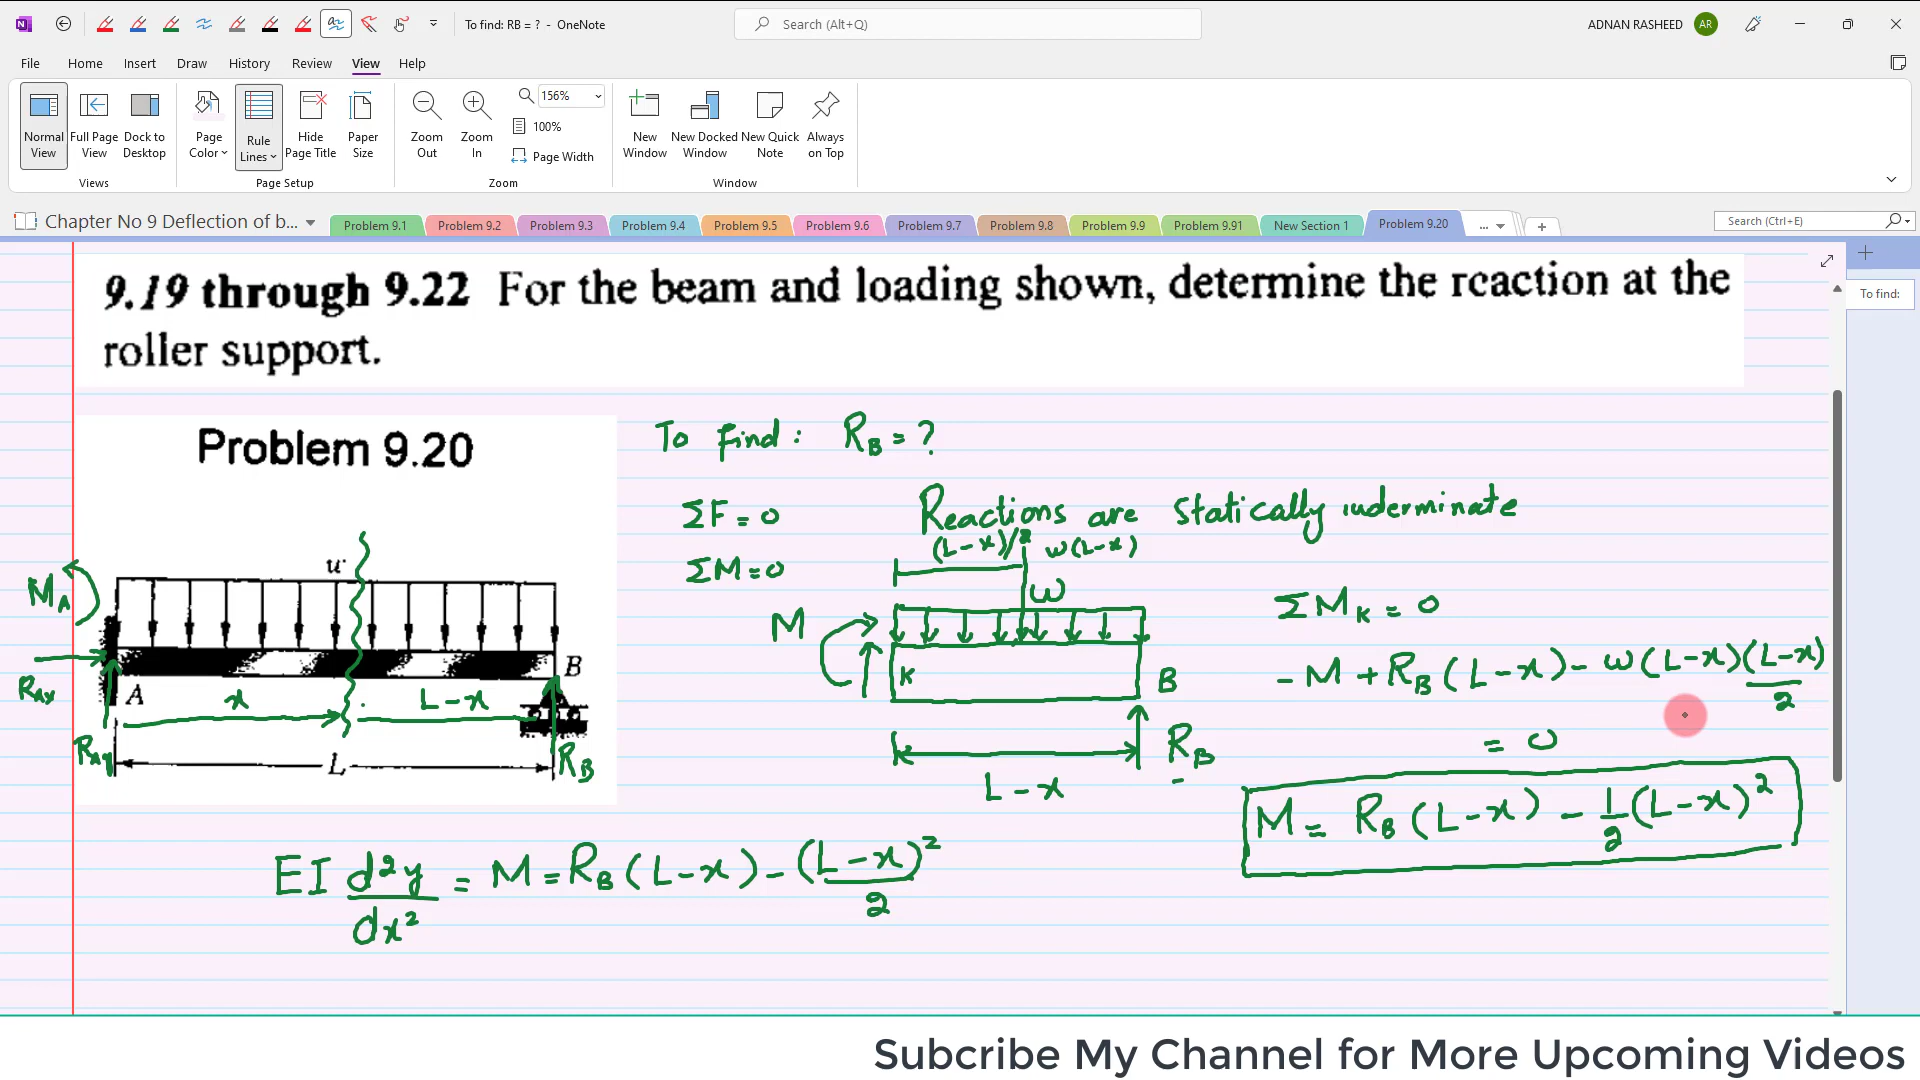 To find: RB = ? - OneNote
Search (Alt+Q)
ADNAN RASHEED AR
File Home Insert Draw History Review View Help
Normal View
Full Page View
Dock to Desktop
Page Color
Rule Lines
Hide Page Title
Paper Size
Zoom Out
Zoom In
156%
100%
Page Width
New Window
New Docked Window
New Quick Note
Always on Top
Views Page Setup Zoom Window
Chapter No 9 Deflection of b...
Problem 9.1 Problem 9.2 Problem 9.3 Problem 9.4 Problem 9.5 Problem 9.6 Problem 9.7 Problem 9.8 Problem 9.9 Problem 9.91 New Section 1 Problem 9.20 ...
Search (Ctrl+E)
To find:
9.19 through 9.22 For the beam and loading shown, determine the reaction at the
roller support.
Problem 9.20
w
MA
RAx
RAy
A
B
x
L-x
L
RB
To find: RB = ?
ΣF = 0
ΣM = 0
Reactions are statically inderminate
(L-x)/2 w(L-x)
ω
M
K
B
RB
L-x
ΣMK = 0
- M + RB (L-x) - ω(L-x)(L-x)/2
= 0
M = RB (L-x) - 1/2 (L-x)²
EI d²y/dx² = M = RB (L-x) - (L-x)²/2
Subcribe My Channel for More Upcoming Videos